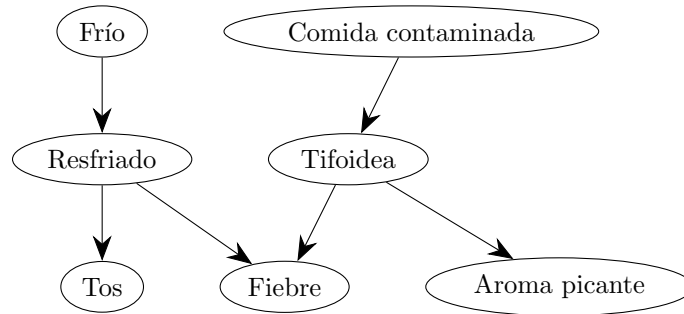 Frío
Comida contaminada
Resfriado
Tifoidea
Tos
Fiebre
Aroma picante